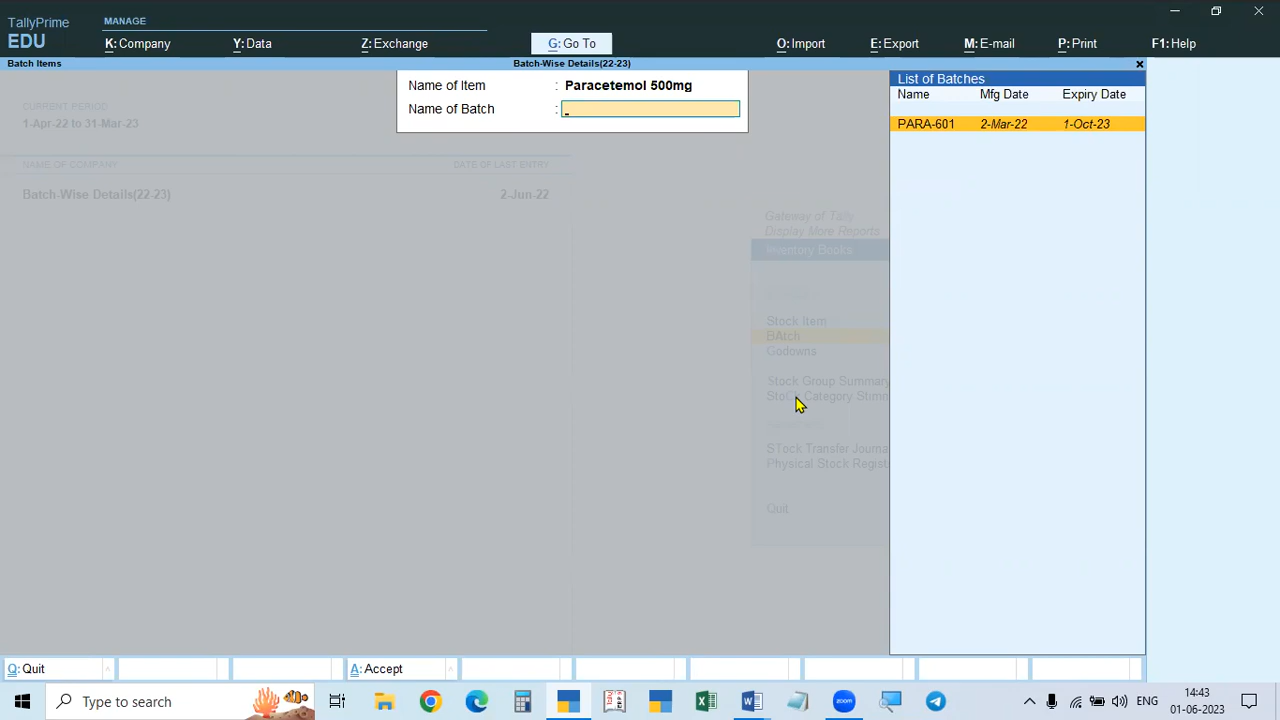 TallyPrime
EDU
MANAGE
K:Company
Y:Data
Z:Exchange
G: Go To
O:Import
E:Export
M:E-mail
P:Print
F1:Help
Batch Items
Batch-Wise Details(22-23)
Name of Item : Paracetemol 500mg
Name of Batch :
List of Batches
Name Mfg Date Expiry Date
PARA-601 2-Mar-22 1-Oct-23
CURRENT PERIOD
1-Apr-22 to 31-Mar-23
NAME OF COMPANY DATE OF LAST ENTRY
Batch-Wise Details(22-23) 2-Jun-22
Gateway of Tally
Display More Reports
Inventory Books
Stock Item
BAtch
Godowns
Stock Group Summary
Category
STock Transfer Journa
Physical Stock Regist
Quit
Q: Quit
A: Accept
Type to search
zoom
ENG
14:43
01-06-2023